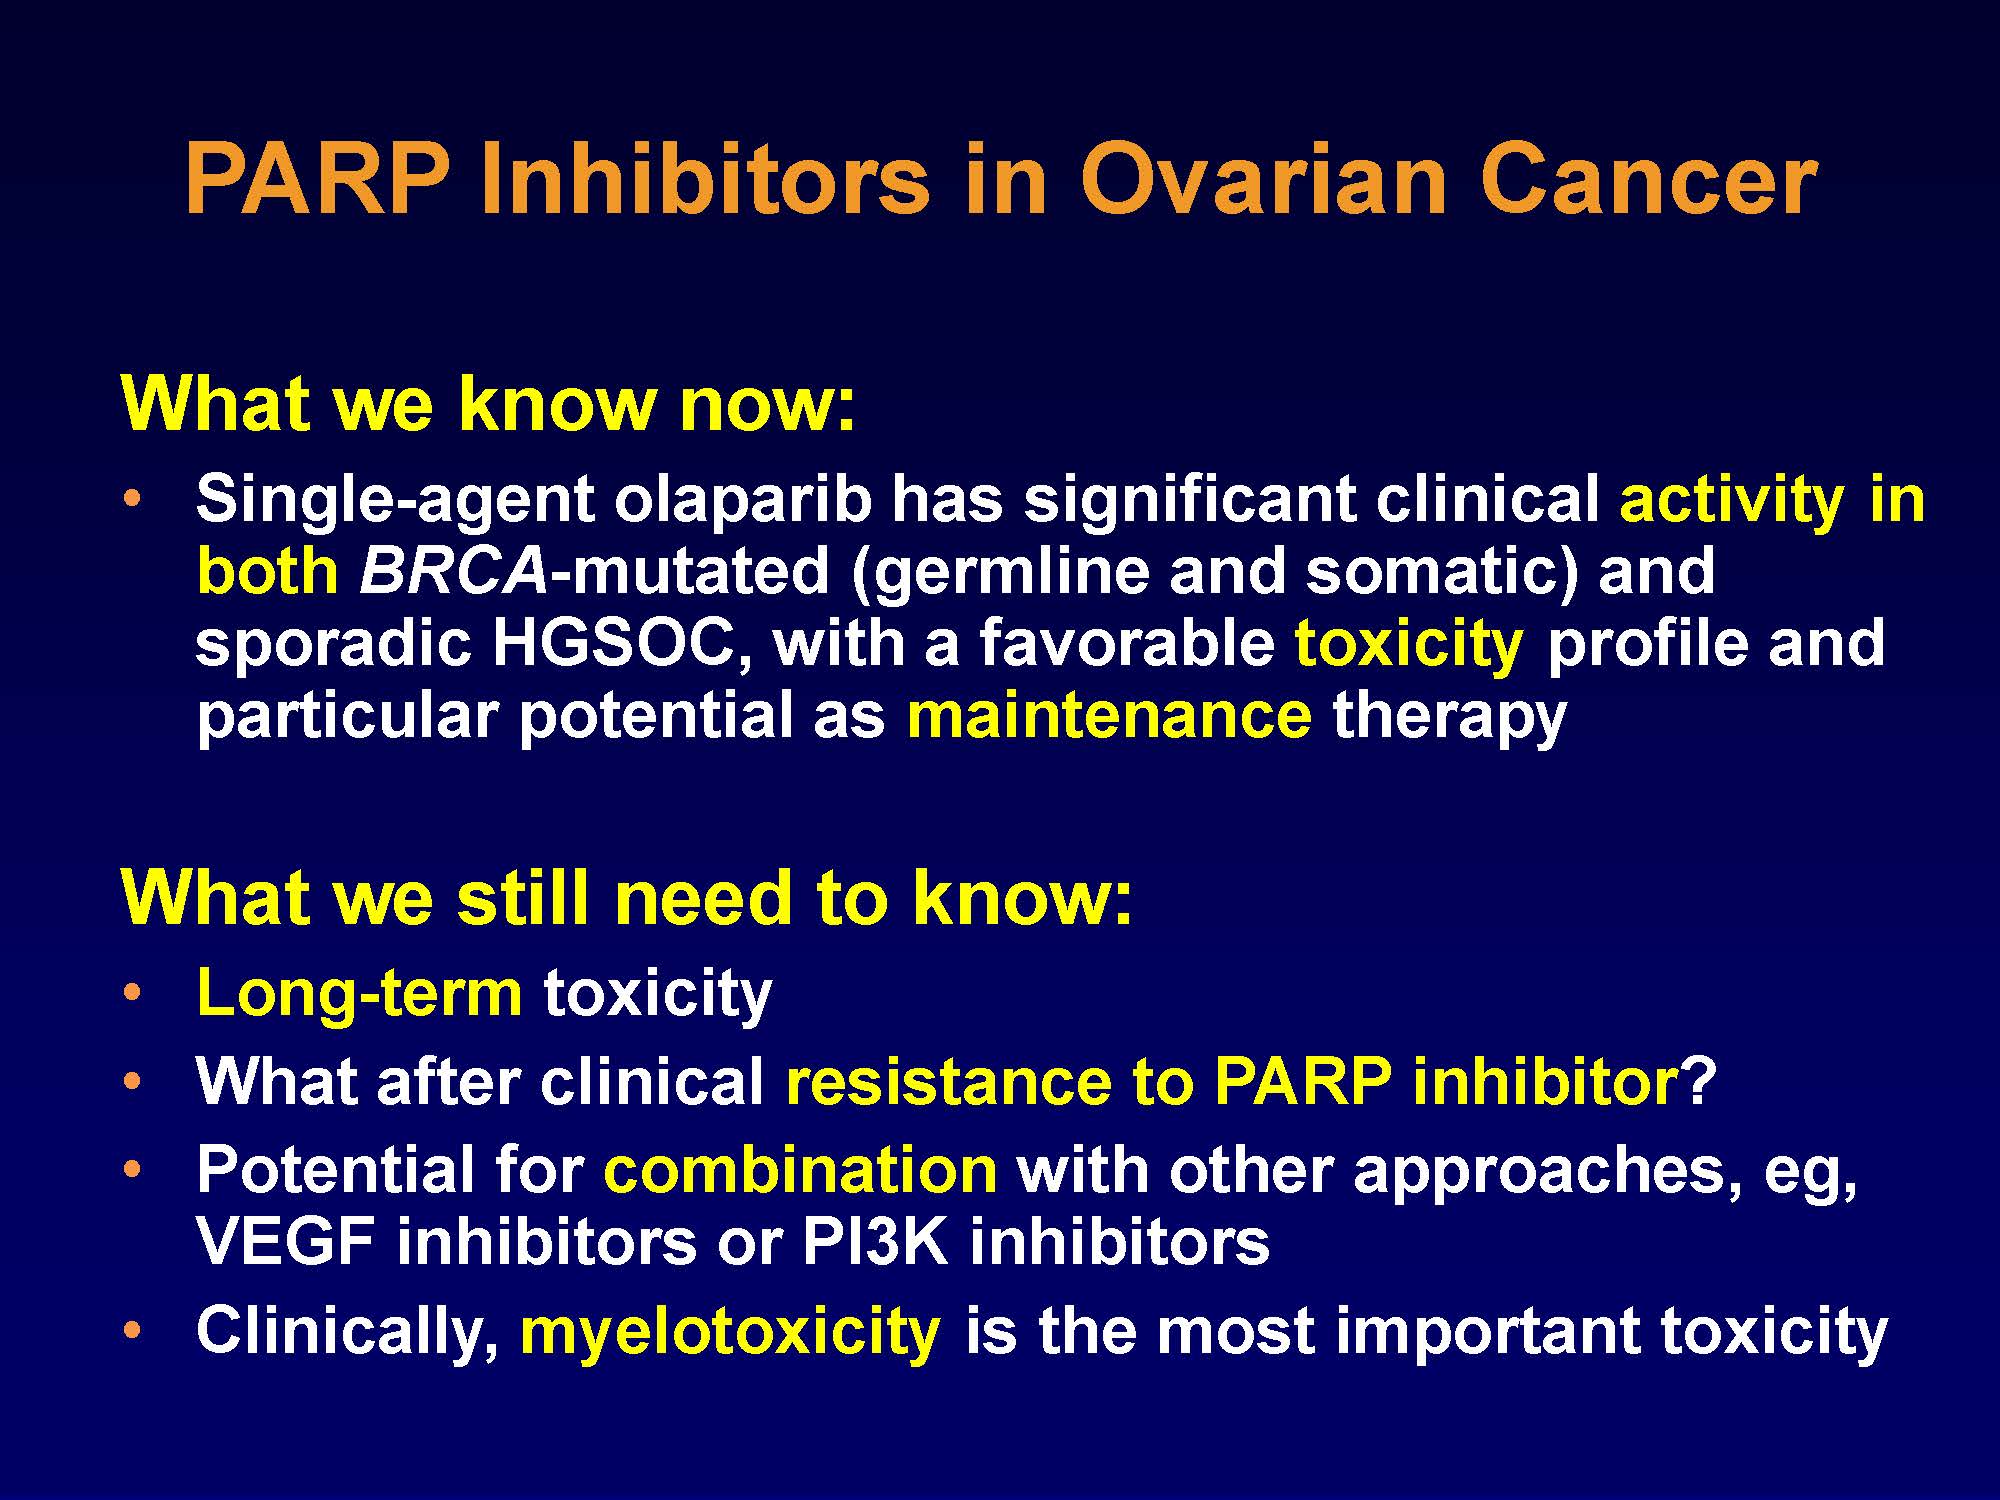 PARP Inhibitors in Ovarian Cancer
What we know now:
• Single-agent olaparib has significant clinical activity in
both BRCA-mutated (germline and somatic) and
sporadic HGSOC, with a favorable toxicity profile and
particular potential as maintenance therapy
What we still need to know:
• Long-term toxicity
• What after clinical resistance to PARP inhibitor?
• Potential for combination with other approaches, eg,
VEGF inhibitors or PI3K inhibitors
• Clinically, myelotoxicity is the most important toxicity